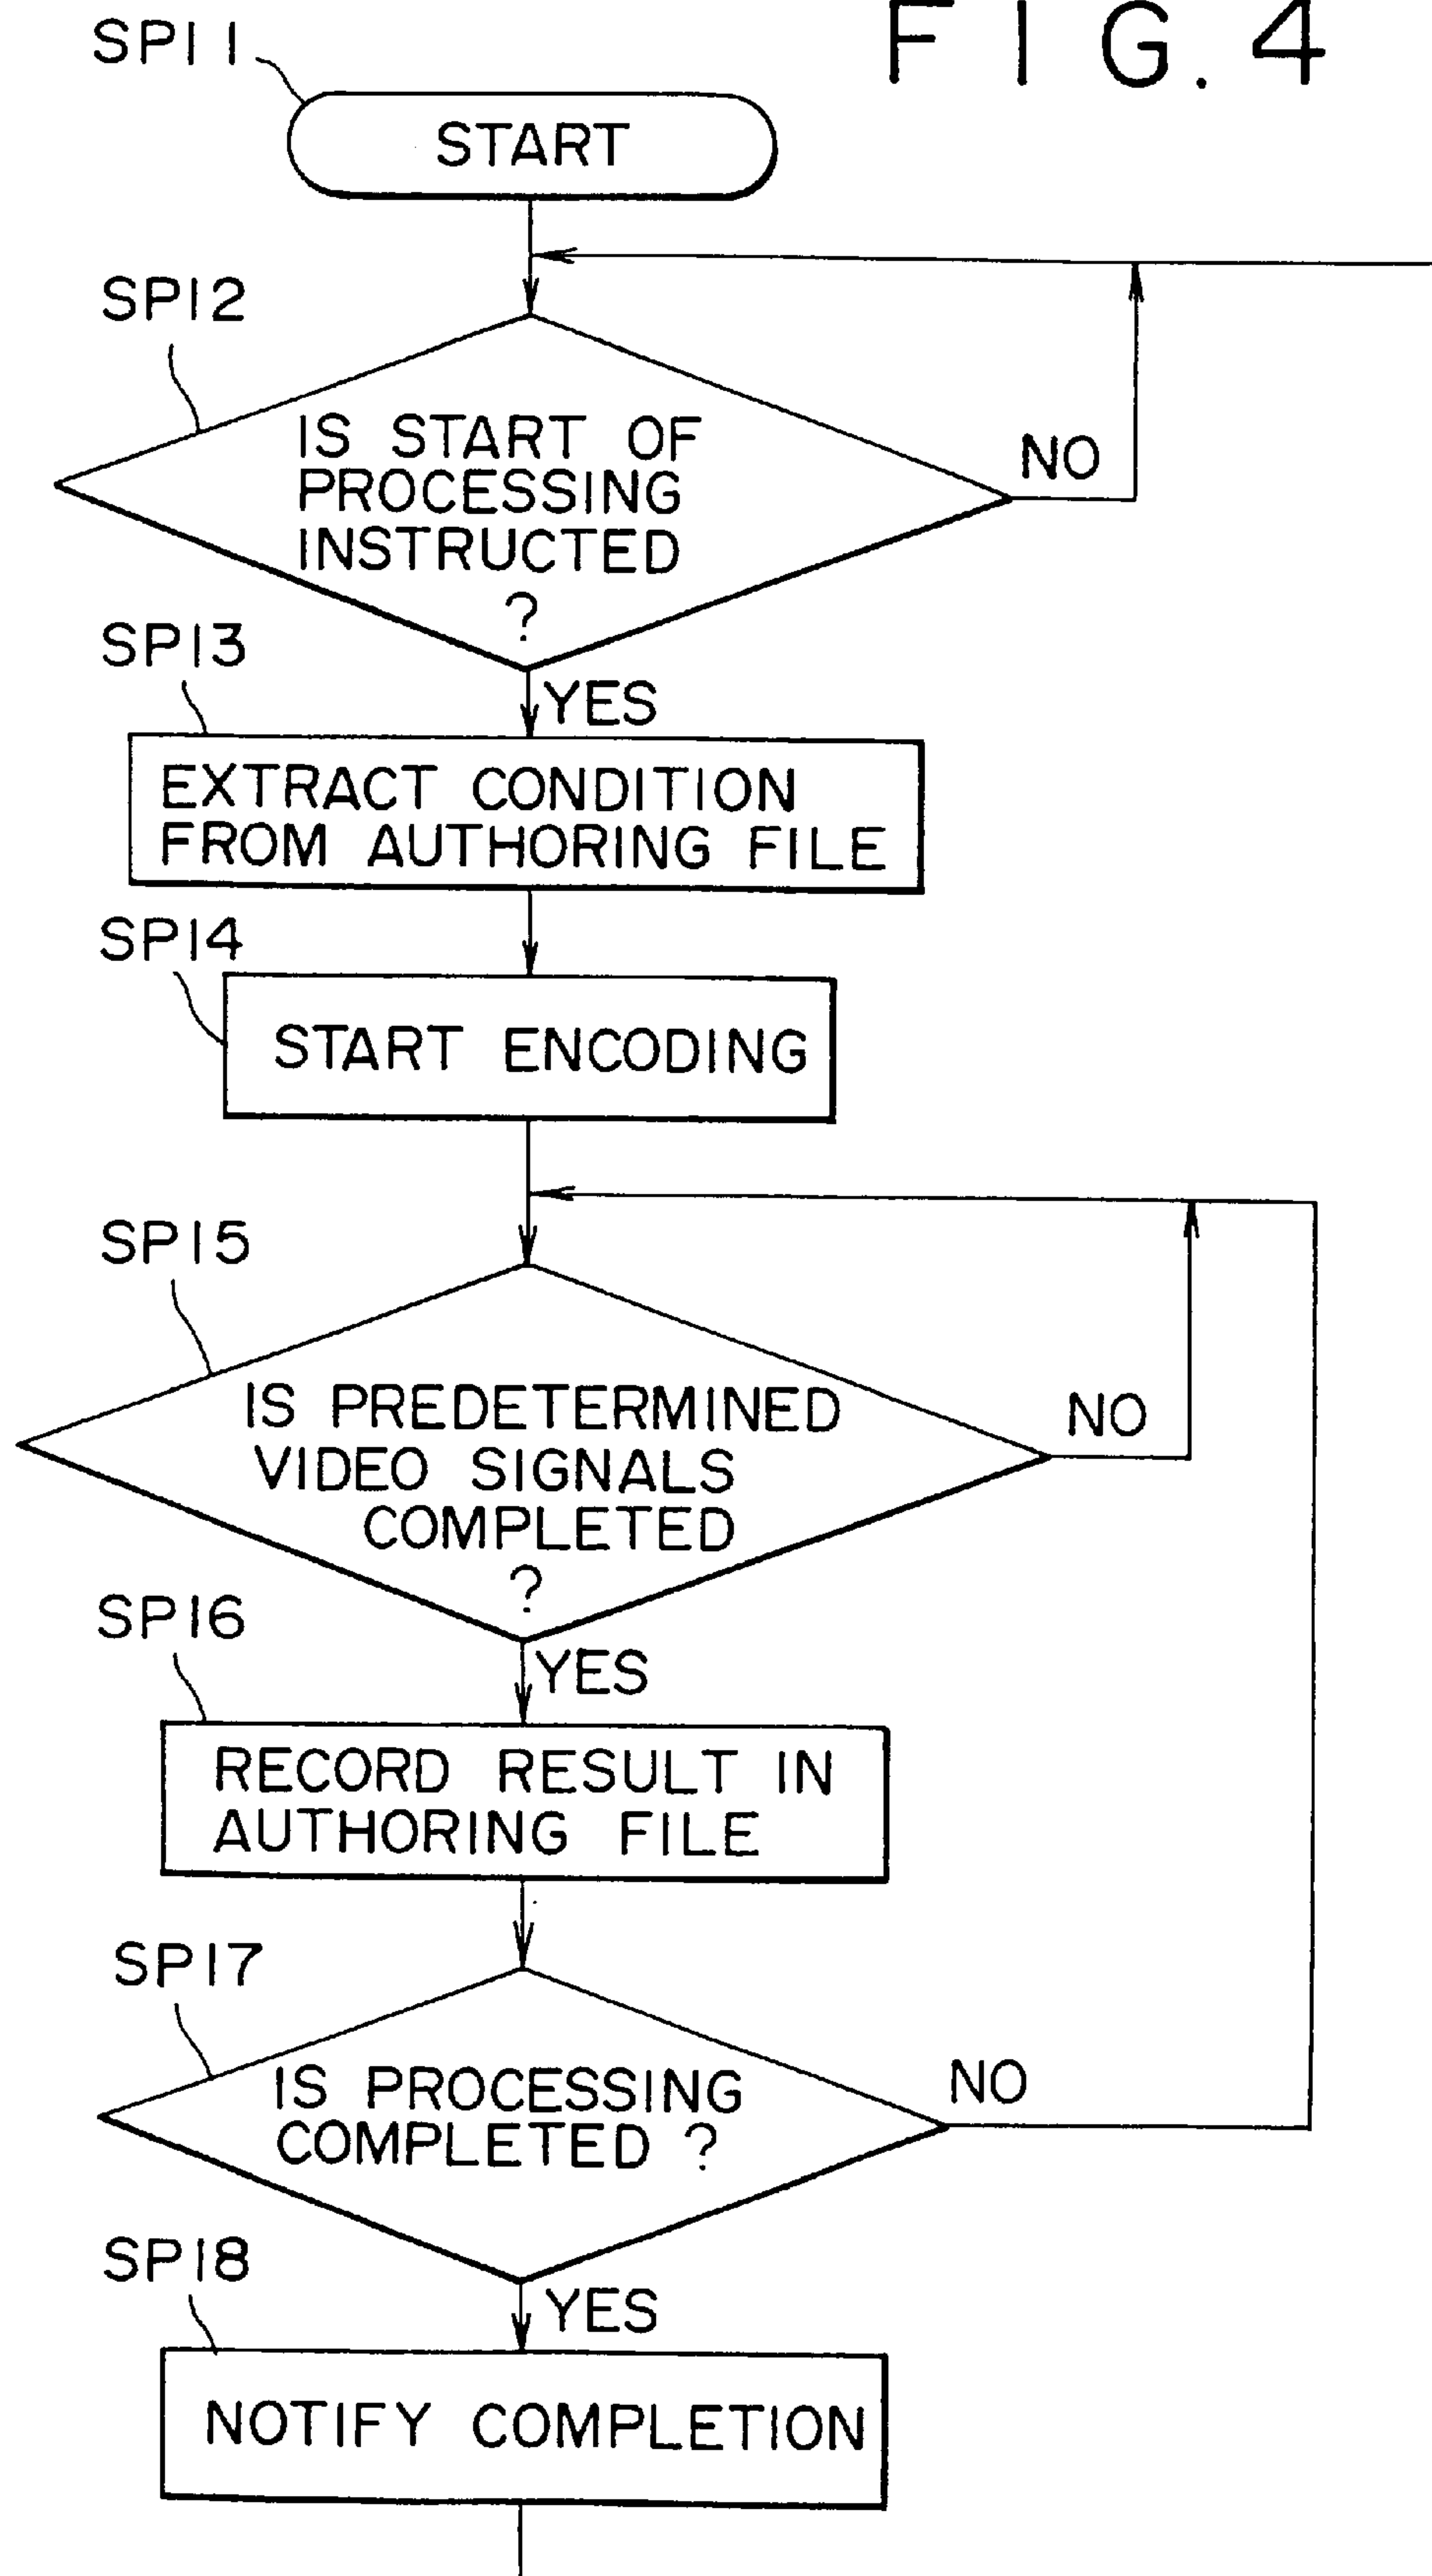 FIG. 4
SP11
START
SP12
IS START OF
PROCESSING
INSTRUCTED
?
NO
SP13
YES
EXTRACT CONDITION
FROM AUTHORING FILE
SP14
START ENCODING
SP15
IS PREDETERMINED
VIDEO SIGNALS
COMPLETED
?
NO
SP16
YES
RECORD RESULT IN
AUTHORING FILE
SP17
IS PROCESSING
COMPLETED ?
NO
SP18
YES
NOTIFY COMPLETION